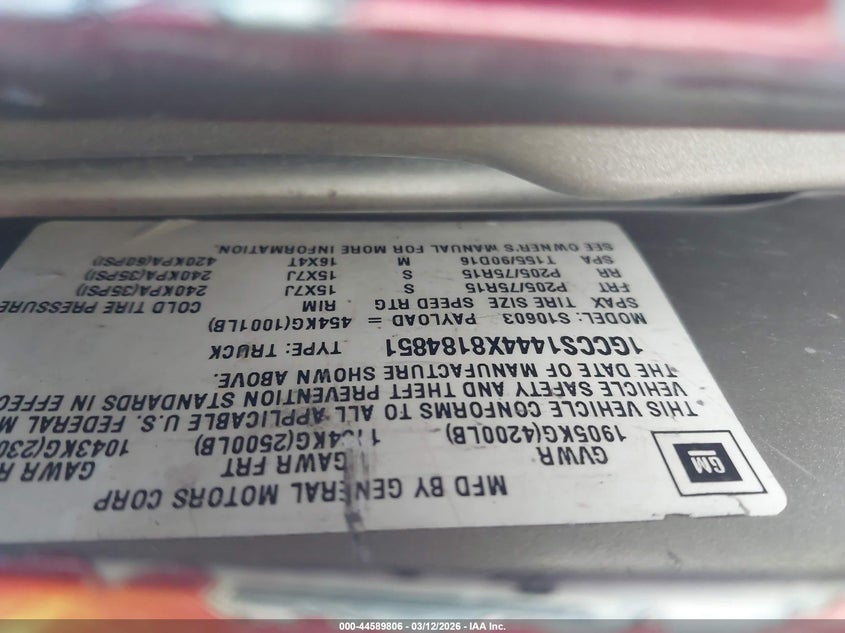 MFD BY GENERAL MOTORS CORP
GVWR GAWR FRT GAWR R
1905KG(4200LB) 1 4KG(2500LB) 1043KG(230
THIS VEHICLE CONFORMS TO ALL APPLICABLE U.S. FEDERAL M
VEHICLE SAFETY AND THEFT PREVENTION STANDARDS IN EFFEC
THE DATE OF MANUFACTURE SHOWN ABOVE.
1GCCS1444X8184851 TYPE: TRUCK
MODEL: S10603 PAYLOAD = 454KG(1001LB)
SPAX TIRE SIZE SPEED RTG RIM COLD TIRE PRESSURE
FRT P205/75R15 S 15X7J 240KPA(35PSI)
RR P205/75R15 S 15X7J 240KPA(35PSI)
SPA T155/90D16 M 16X4T 420KPA(60PSI)
SEE OWNER'S MANUAL FOR MORE INFORMATION.
GM
000-44589806 - 03/12/2026 - IAA Inc.